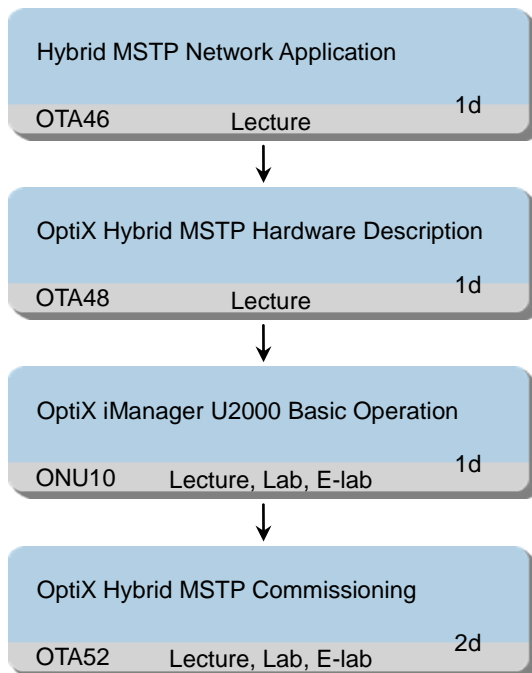 Hybrid MSTP Network Application
1d
OTA46 Lecture
OptiX Hybrid MSTP Hardware Description
1d
OTA48 Lecture
OptiX iManager U2000 Basic Operation
1d
ONU10 Lecture, Lab, E-lab
OptiX Hybrid MSTP Commissioning
2d
OTA52 Lecture, Lab, E-lab